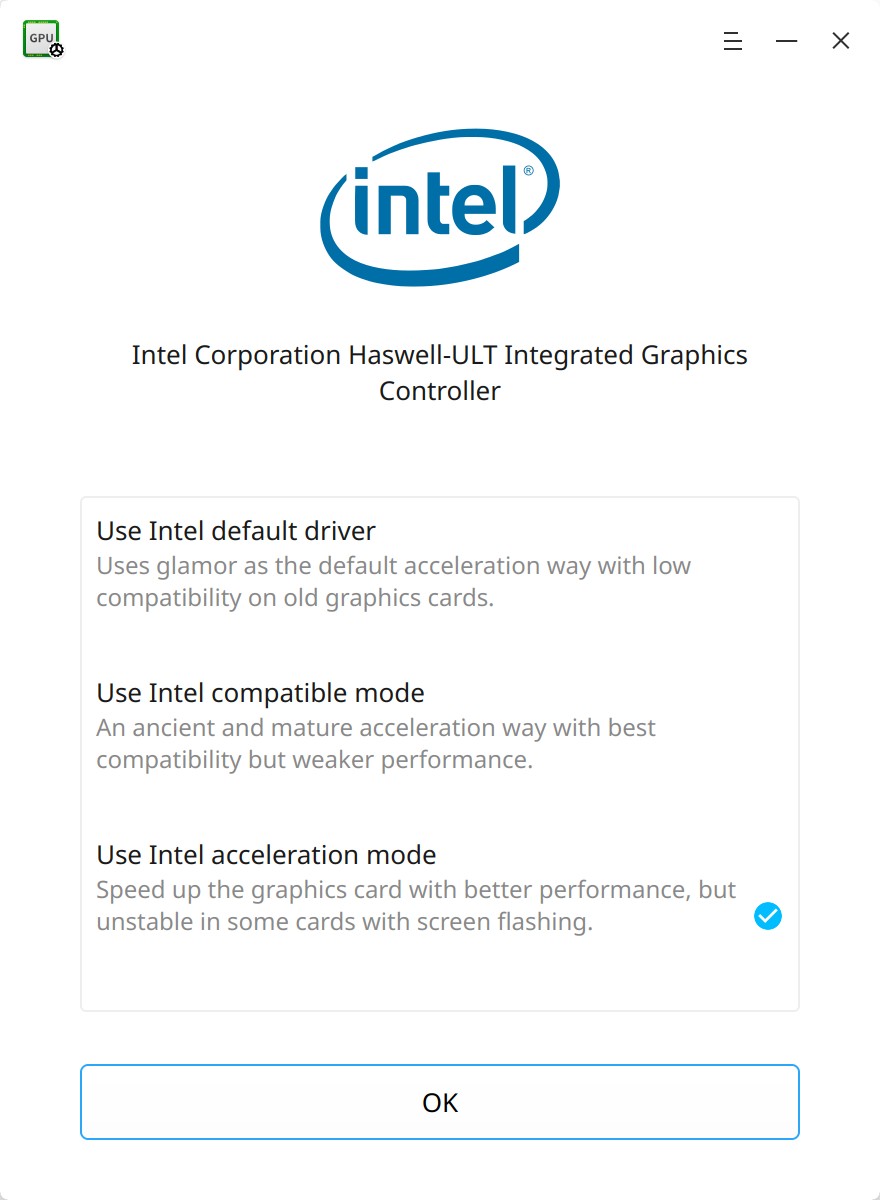 GPU
intel®
Intel Corporation Haswell-ULT Integrated Graphics
Controller
Use Intel default driver
Uses glamor as the default acceleration way with low
compatibility on old graphics cards.
Use Intel compatible mode
An ancient and mature acceleration way with best
compatibility but weaker performance.
Use Intel acceleration mode
Speed up the graphics card with better performance, but
unstable in some cards with screen flashing.
OK